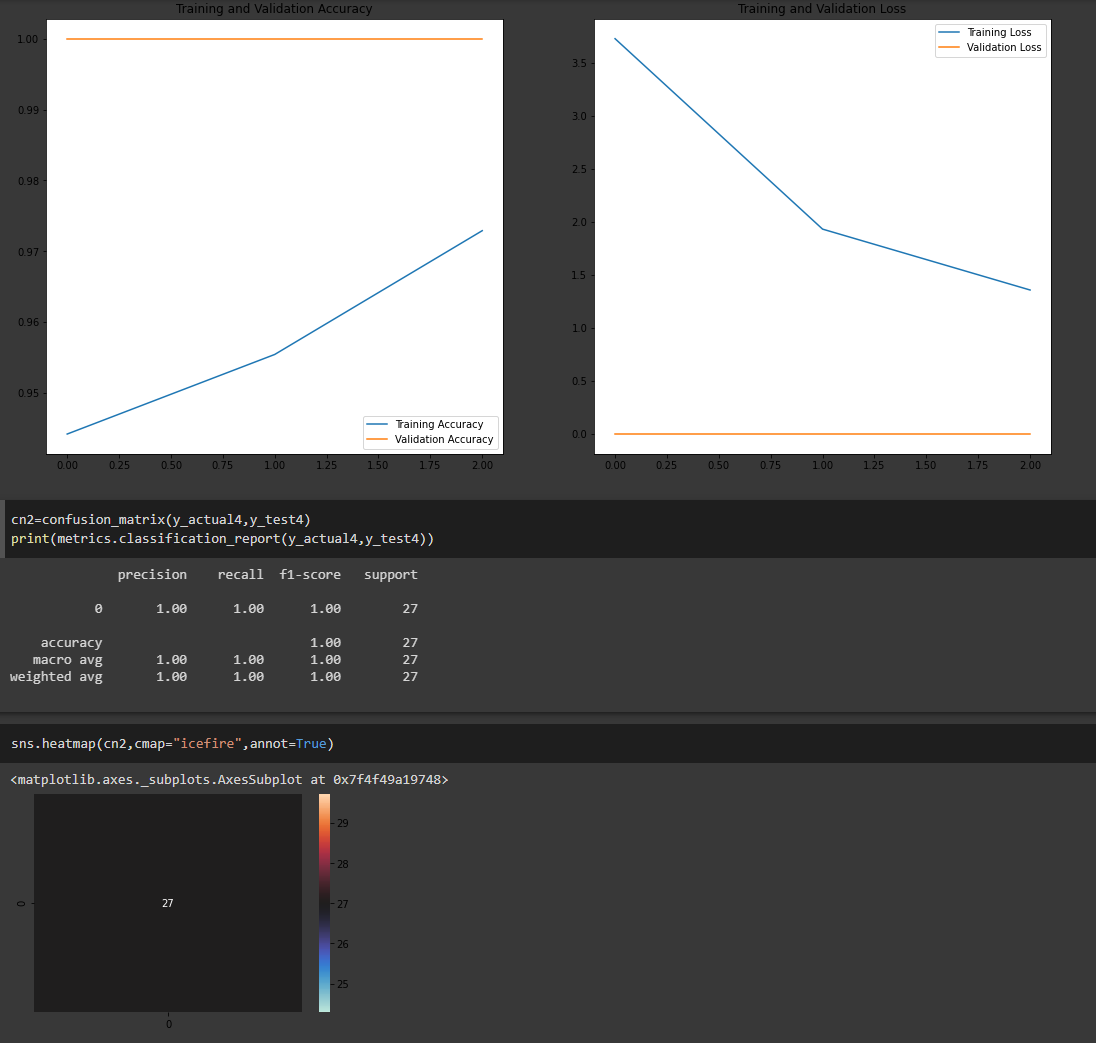 Training and Validation Accuracy
1.00
0.99
0.98
0.97
0.96
0.95
Training Accuracy
Validation Accuracy
0.00 0.25 0.50 0.75 1.00 1.25 1.50 1.75 2.00
Training and Validation Loss
Training Loss
Validation Loss
3.5
3.0
2.5
2.0
1.5
1.0
0.5
0.0
0.00 0.25 0.50 0.75 1.00 1.25 1.50 1.75 2.00
cn2=confusion_matrix(y_actual4,y_test4)
print(metrics.classification_report(y_actual4,y_test4))
precision recall f1-score support
0 1.00 1.00 1.00 27
accuracy 1.00 27
macro avg 1.00 1.00 1.00 27
weighted avg 1.00 1.00 1.00 27
sns.heatmap(cn2,cmap="icefire",annot=True)
<matplotlib.axes._subplots.AxesSubplot at 0x7f4f49a19748>
0
27
0
29
28
27
26
25